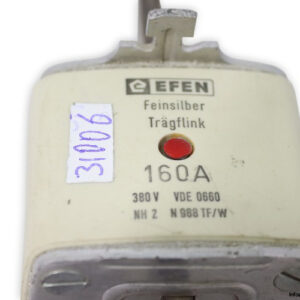 EFEN
Feinsilber
Trägflink
160A
380 V VDE 0660
NH 2 N 988 TF/W
31006